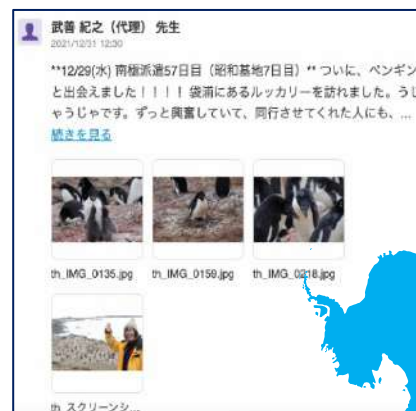 武善 紀之（代理） 先生
2021/12/31 12:30
**12/29(水) 南極派遣57日目（昭和基地7日目）** ついに、ペンギン
と出会えました！！！！ 袋浦にあるルッカリーを訪れました。うじ
ゃうじゃです。ずっと興奮していて、同行させてくれた人にも、...
続きを見る
th_IMG_0135.jpg th_IMG_0159.jpg th_IMG_0218.jpg
th_スクリーンシ...